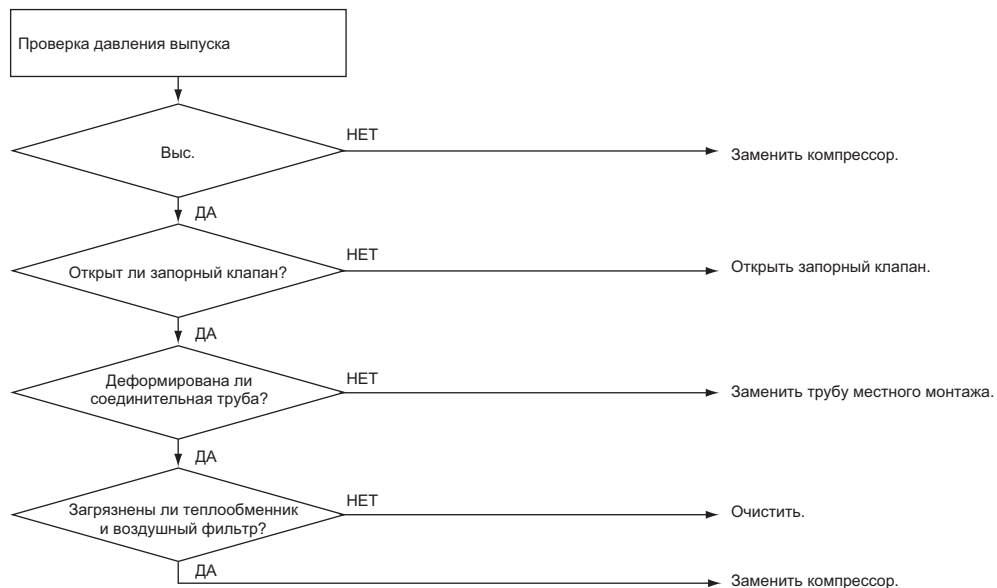 Проверка давления выпуска
Выс.
НЕТ
Заменить компрессор.
ДА
Открыт ли запорный клапан?
НЕТ
Открыть запорный клапан.
ДА
Деформирована ли
соединительная труба?
НЕТ
Заменить трубу местного монтажа.
ДА
Загрязнены ли теплообменник
и воздушный фильтр?
НЕТ
Очистить.
ДА
Заменить компрессор.